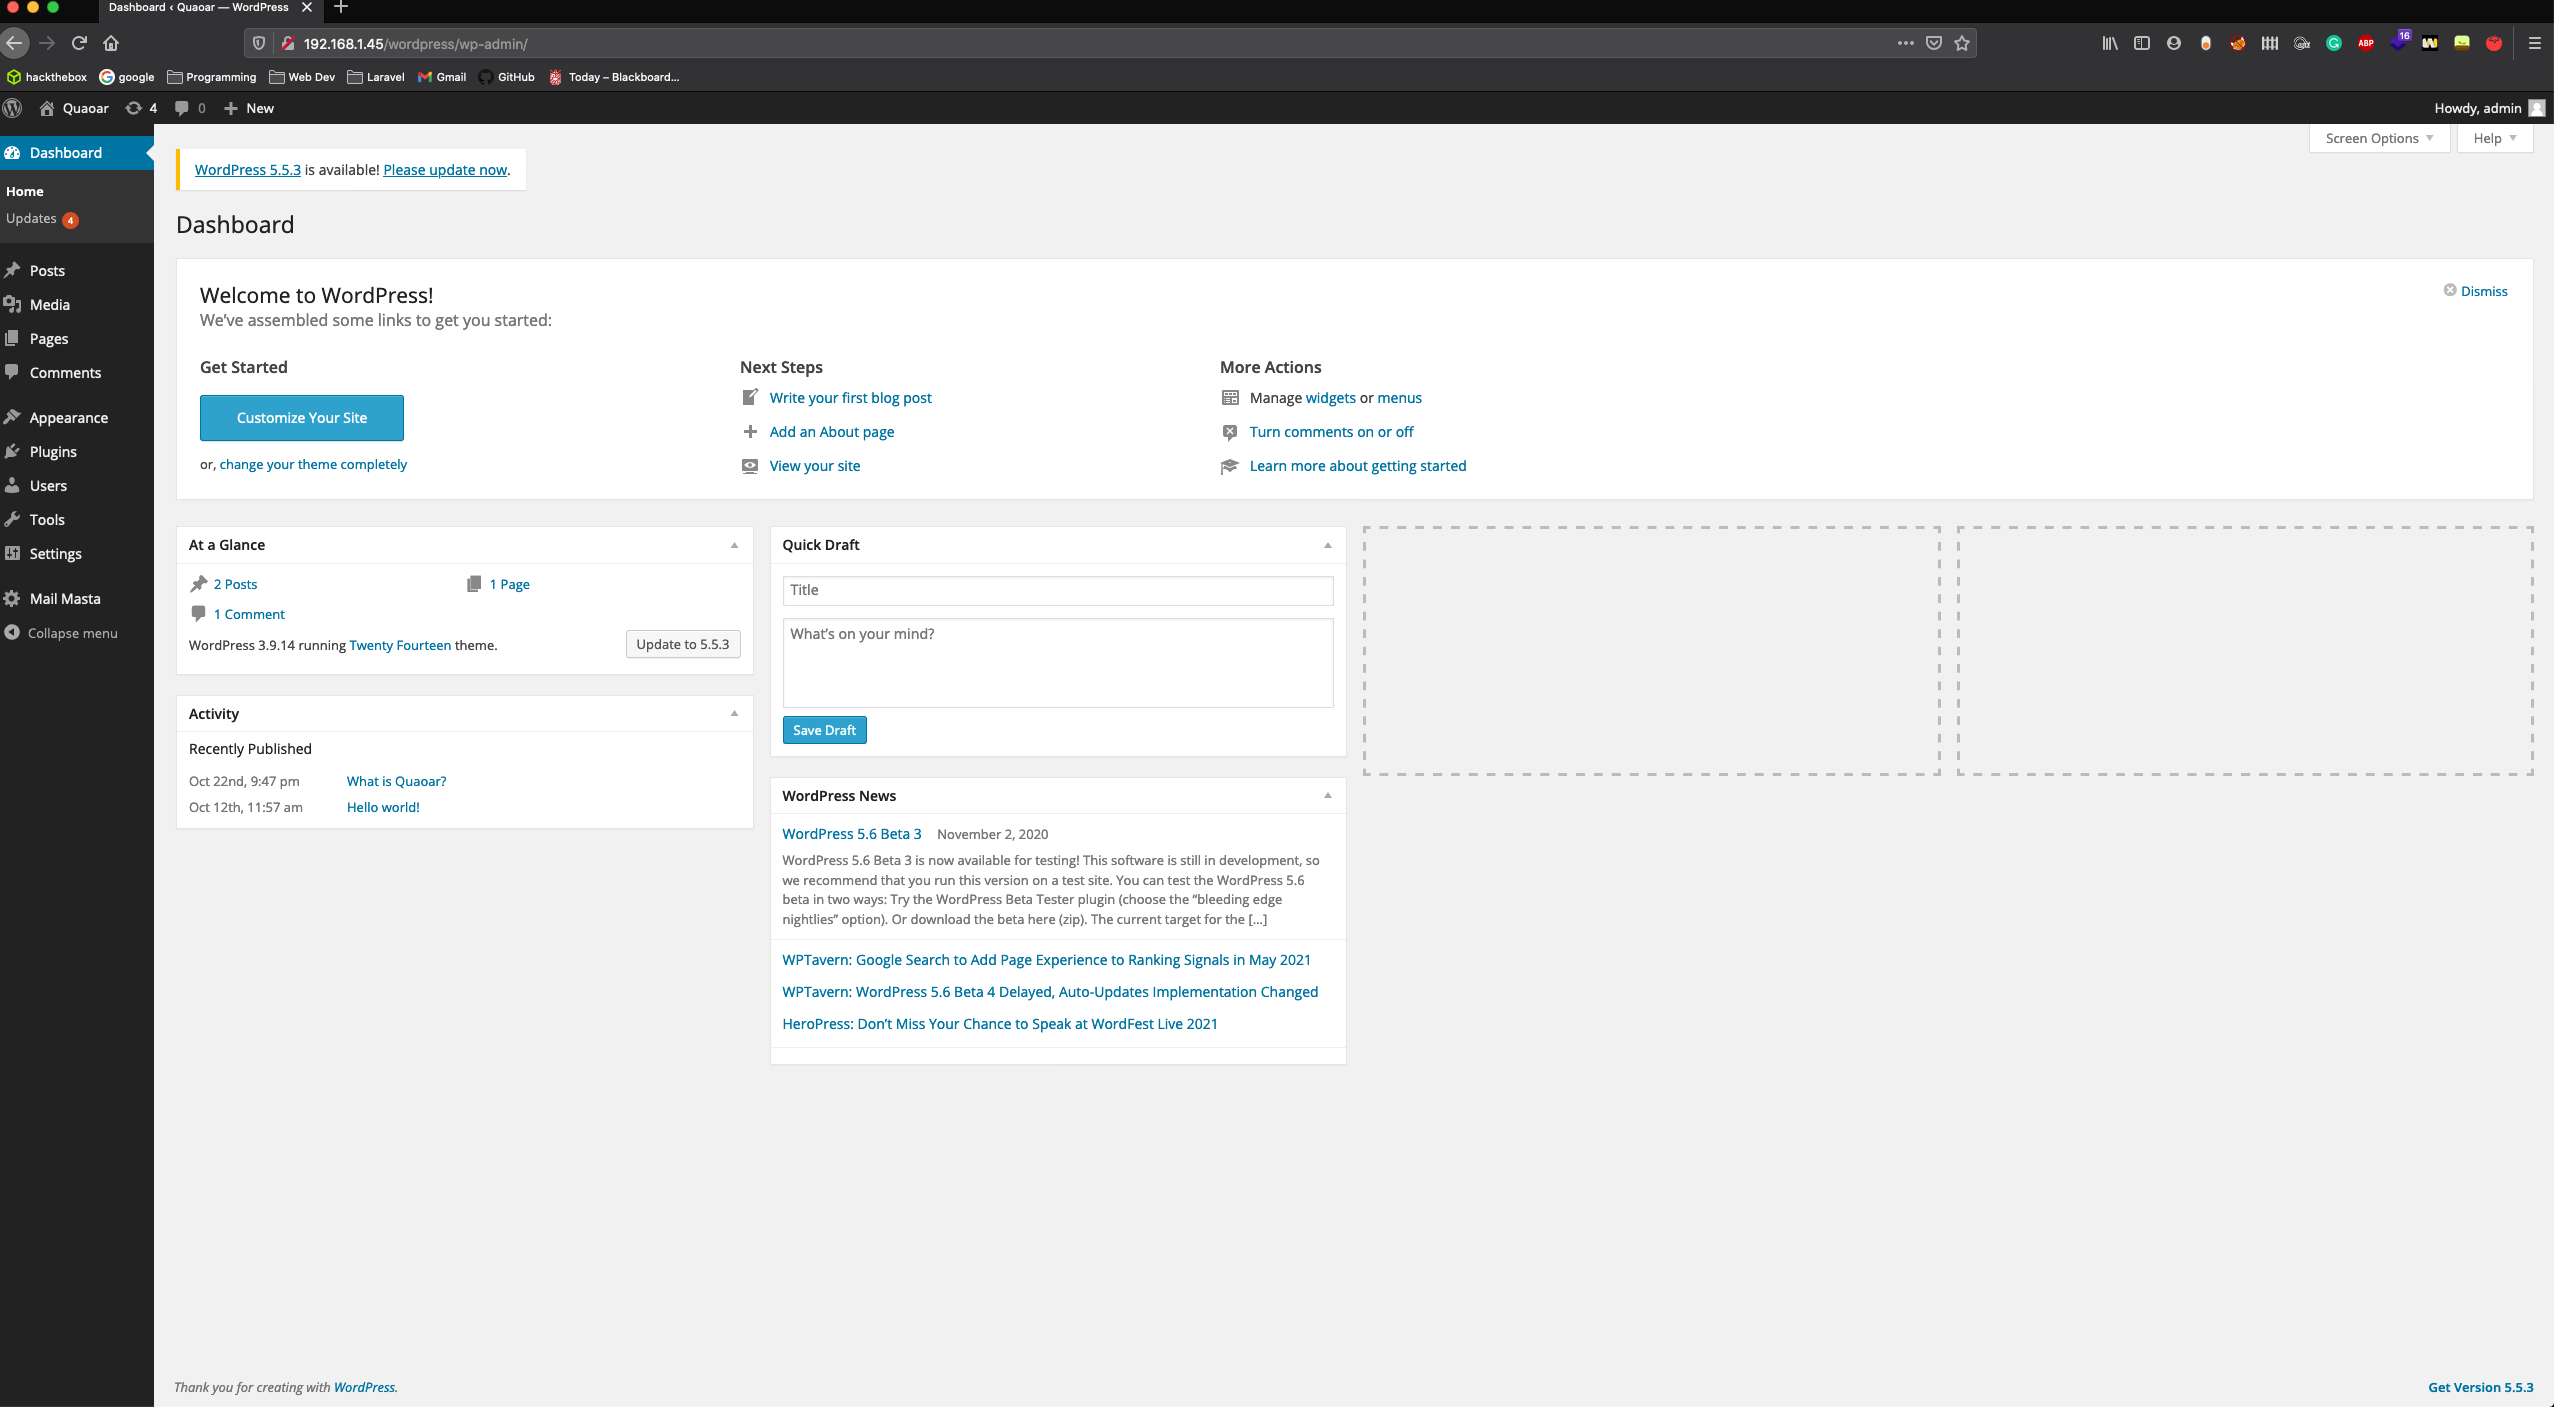 Dashboard ‹ Quaoar — WordPress
192.168.1.45/wordpress/wp-admin/
ABP 16
hackthebox google Programming Web Dev Laravel Gmail GitHub Today – Blackboard...
Quaoar 4 0 New Howdy, admin
Screen Options Help
Dashboard
Home
Updates 4
Posts
Media
Pages
Comments
Appearance
Plugins
Users
Tools
Settings
Mail Masta
Collapse menu
WordPress 5.5.3 is available! Please update now.
Dashboard
Welcome to WordPress!
We’ve assembled some links to get you started:
Dismiss
Get Started
Customize Your Site
or, change your theme completely
Next Steps
Write your first blog post
Add an About page
View your site
More Actions
Manage widgets or menus
Turn comments on or off
Learn more about getting started
At a Glance
2 Posts 1 Page
1 Comment
WordPress 3.9.14 running Twenty Fourteen theme. Update to 5.5.3
Activity
Recently Published
Oct 22nd, 9:47 pm What is Quaoar?
Oct 12th, 11:57 am Hello world!
Quick Draft
Title
What’s on your mind?
Save Draft
WordPress News
WordPress 5.6 Beta 3 November 2, 2020
WordPress 5.6 Beta 3 is now available for testing! This software is still in development, so
we recommend that you run this version on a test site. You can test the WordPress 5.6
beta in two ways: Try the WordPress Beta Tester plugin (choose the “bleeding edge
nightlies” option). Or download the beta here (zip). The current target for the [...]
WPTavern: Google Search to Add Page Experience to Ranking Signals in May 2021
WPTavern: WordPress 5.6 Beta 4 Delayed, Auto-Updates Implementation Changed
HeroPress: Don’t Miss Your Chance to Speak at WordFest Live 2021
Thank you for creating with WordPress.
Get Version 5.5.3